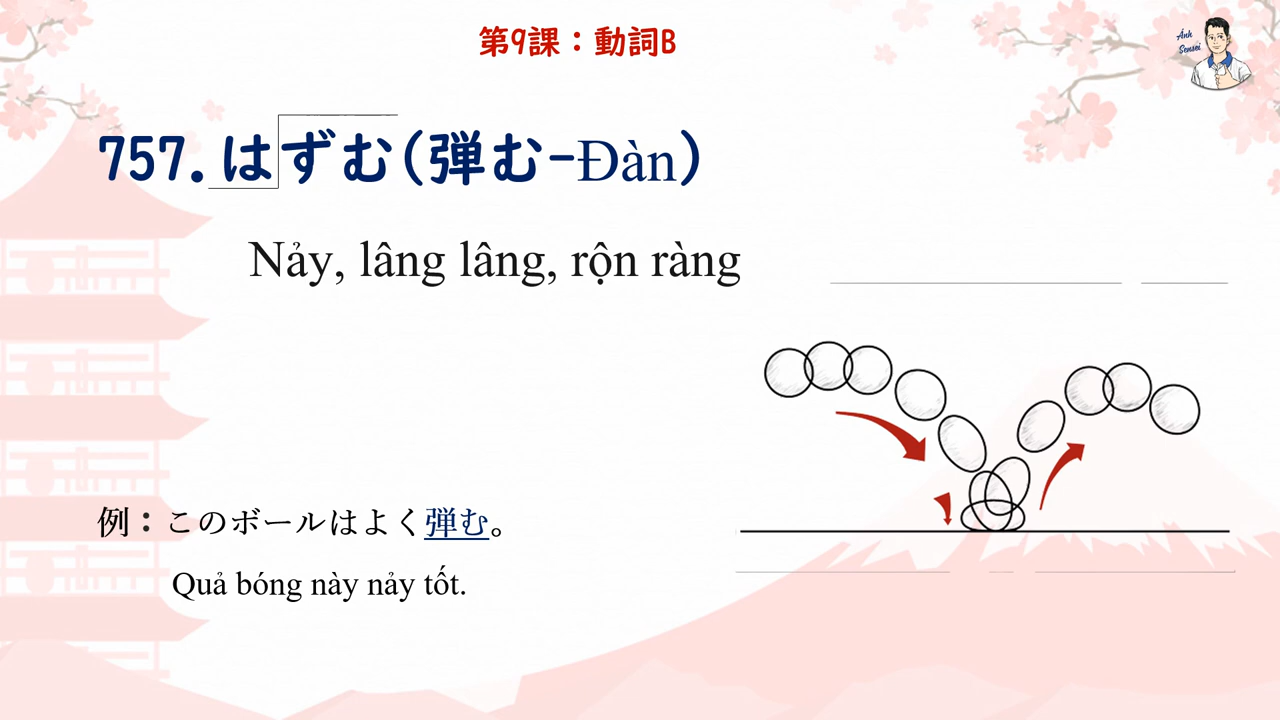 第9課：動詞B
Ánh
Sensei
757.はずむ(弾む-Đàn)
Nảy, lâng lâng, rộn ràng
例：このボールはよく弾む。
Quả bóng này nảy tốt.